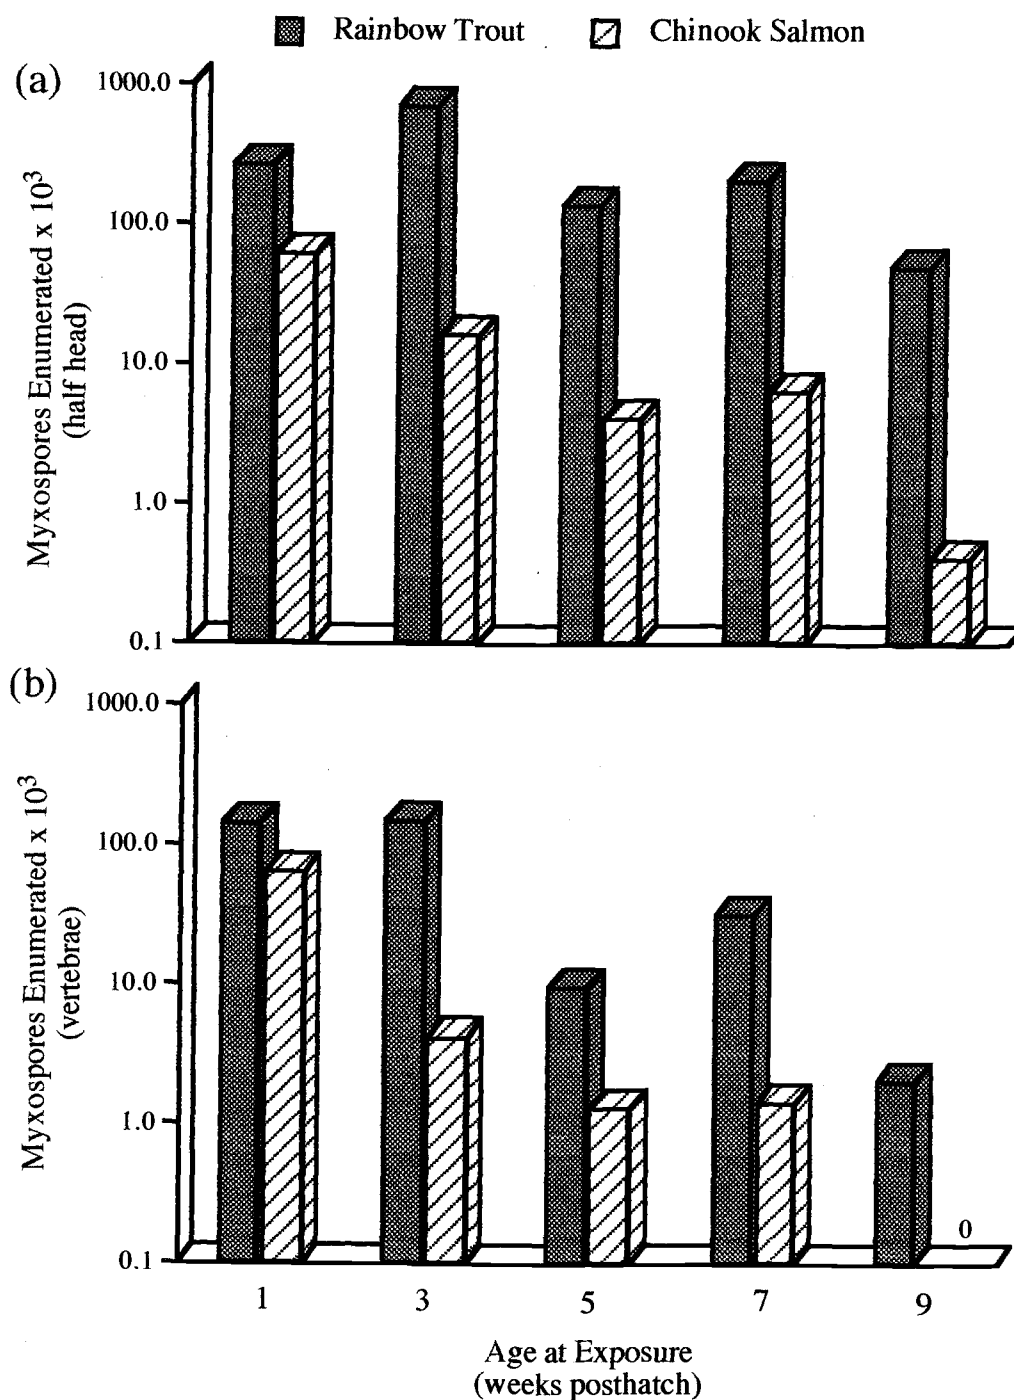 Rainbow Trout Chinook Salmon
(a)
Myxospores Enumerated x 10³
(half head)
1000.0
100.0
10.0
1.0
0.1
(b)
Myxospores Enumerated x 10³
(vertebrae)
1000.0
100.0
10.0
1.0
0.1
0
1 3 5 7 9
Age at Exposure
(weeks posthatch)